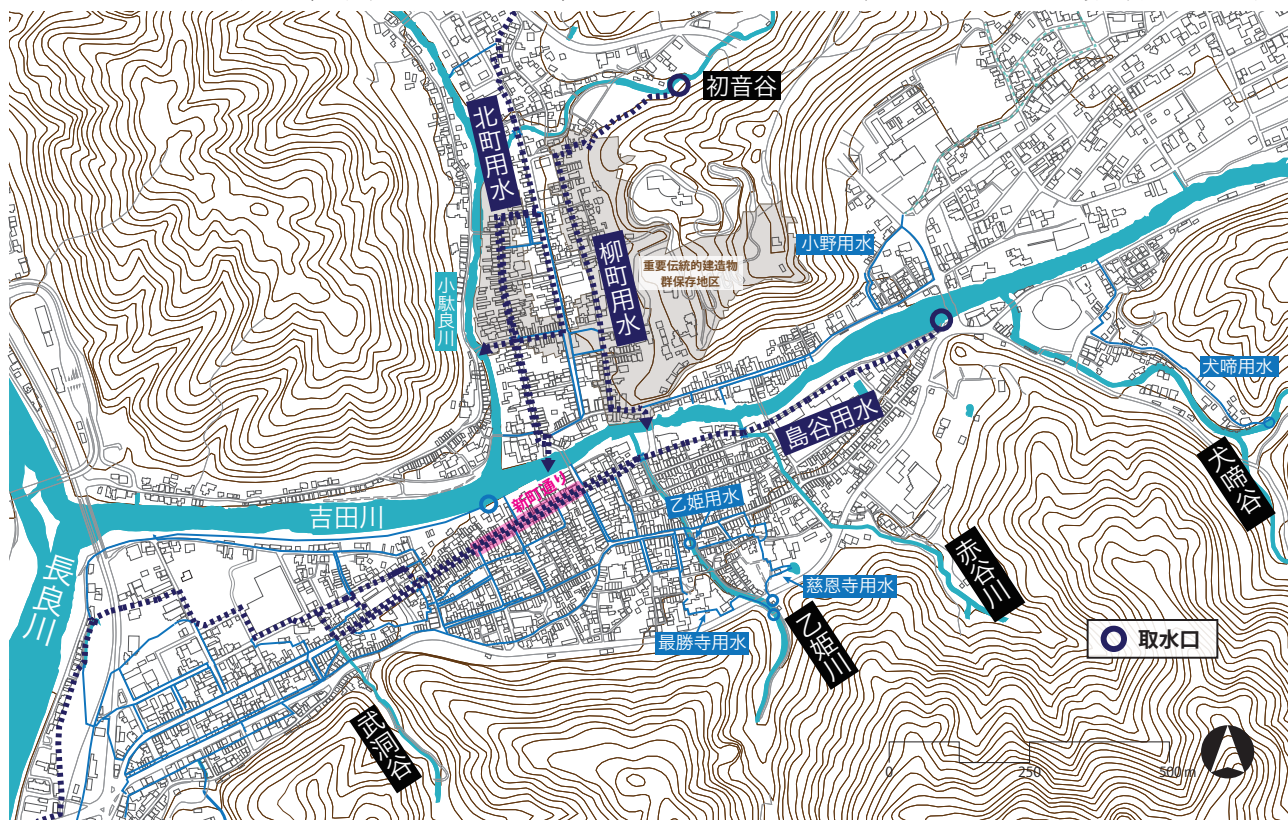 初音谷
北町用水
柳町用水
小野用水
重要伝統的建造物
群保存地区
小駄良川
犬啼用水
島谷用水
犬啼谷
新町通り
乙姫用水
吉田川
長良川
赤谷川
慈恩寺用水
乙姫川
最勝寺用水
取水口
武洞谷
0
250
500m